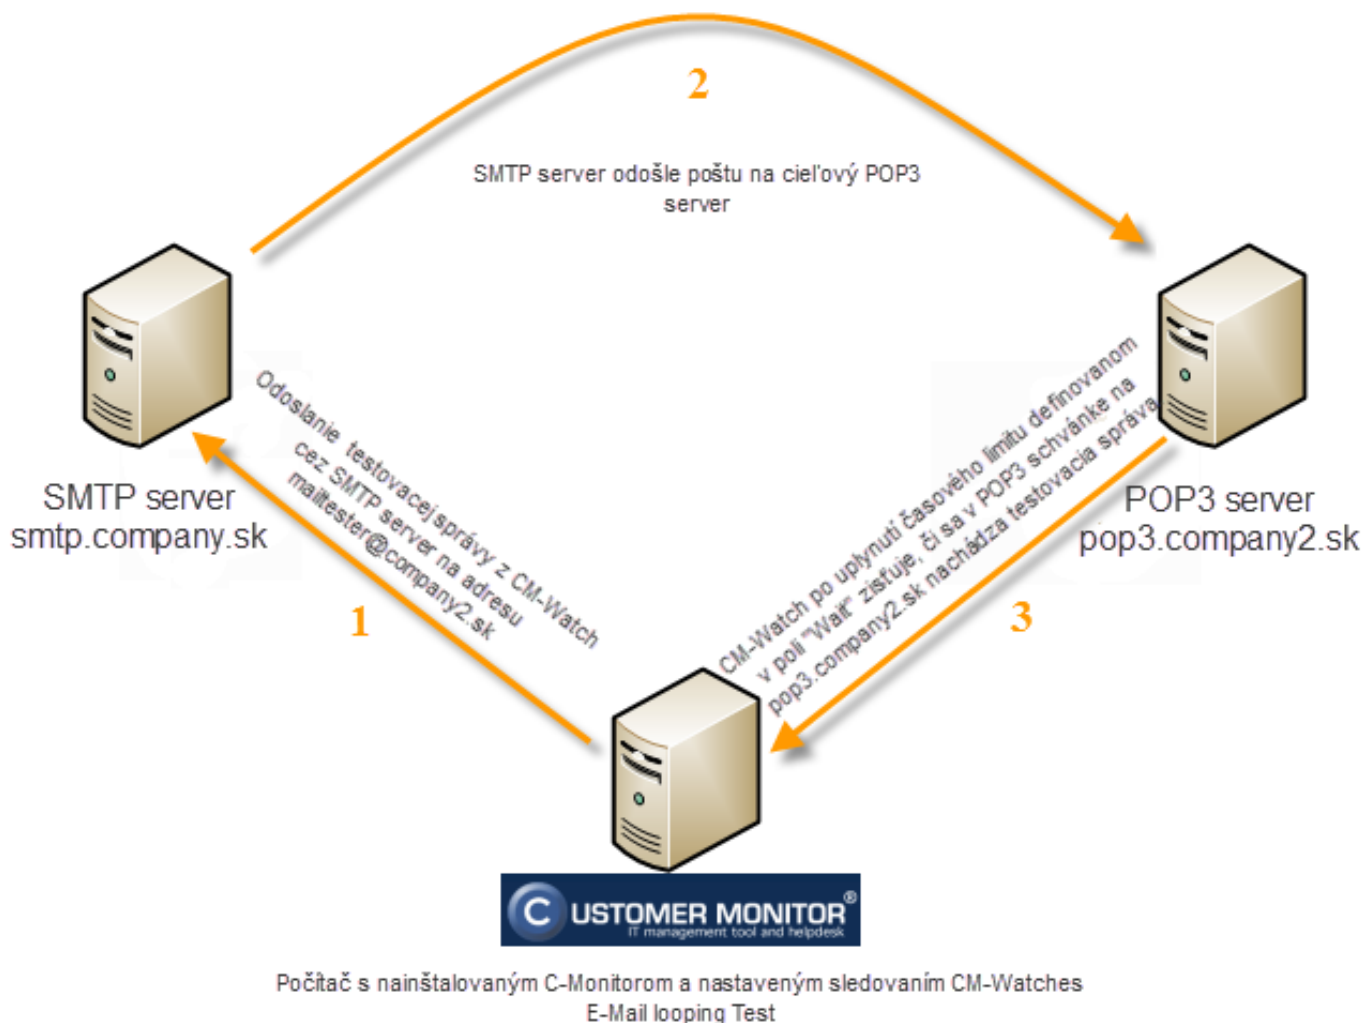 2
SMTP server odošle poštu na cieľový POP3
server
SMTP server
smtp.company.sk
POP3 server
pop3.company2.sk
Odoslanie testovacej správy z CM-Watch
cez SMTP server na adresu
mailtester@company2.sk
1
CM-Watch po uplynutí časového limitu definovanom
v poli "Wait" zisťuje, či sa v POP3 schvánke na
pop3.company2.sk nachádza testovacia správa
3
CUSTOMER MONITOR®
IT management tool and helpdesk
Počítač s nainštalovaným C-Monitorom a nastaveným sledovaním CM-Watches
E-Mail looping Test